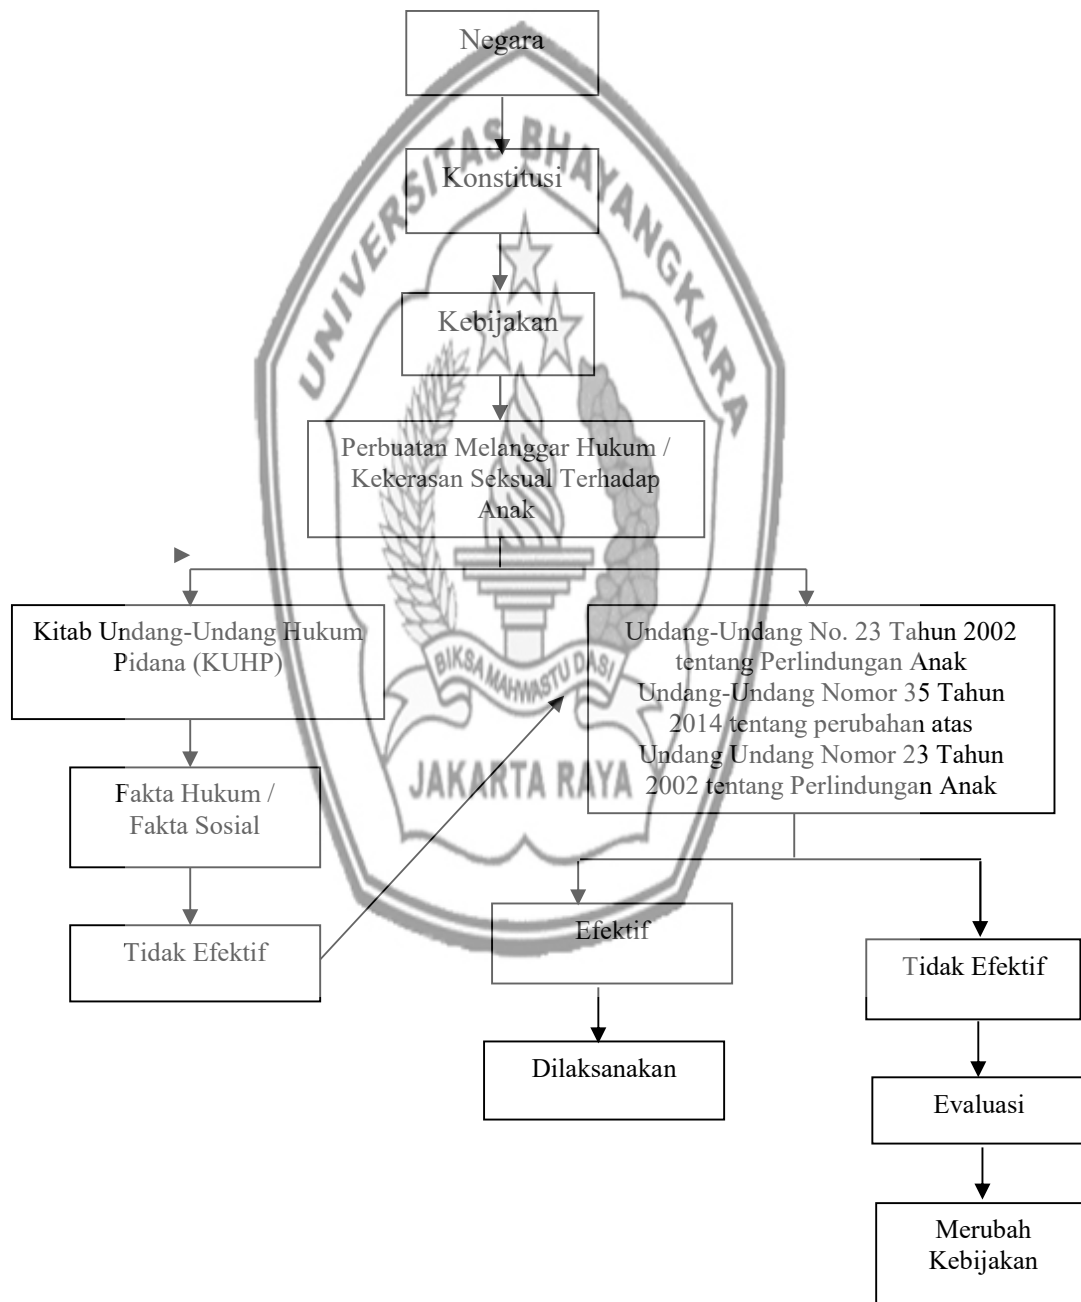 Negara
UNIVERSITAS BHAYANGKARA
Konstitusi
Kebijakan
Perbuatan Melanggar Hukum /
Kekerasan Seksual Terhadap
Anak
Kitab Undang-Undang Hukum
Pidana (KUHP)
Undang-Undang No. 23 Tahun 2002
tentang Perlindungan Anak
Undang-Undang Nomor 35 Tahun
2014 tentang perubahan atas
Undang Undang Nomor 23 Tahun
2002 tentang Perlindungan Anak
BIKSA MAHWASTU DASI
JAKARTA RAYA
Fakta Hukum /
Fakta Sosial
Tidak Efektif
Efektif
Tidak Efektif
Dilaksanakan
Evaluasi
Merubah
Kebijakan